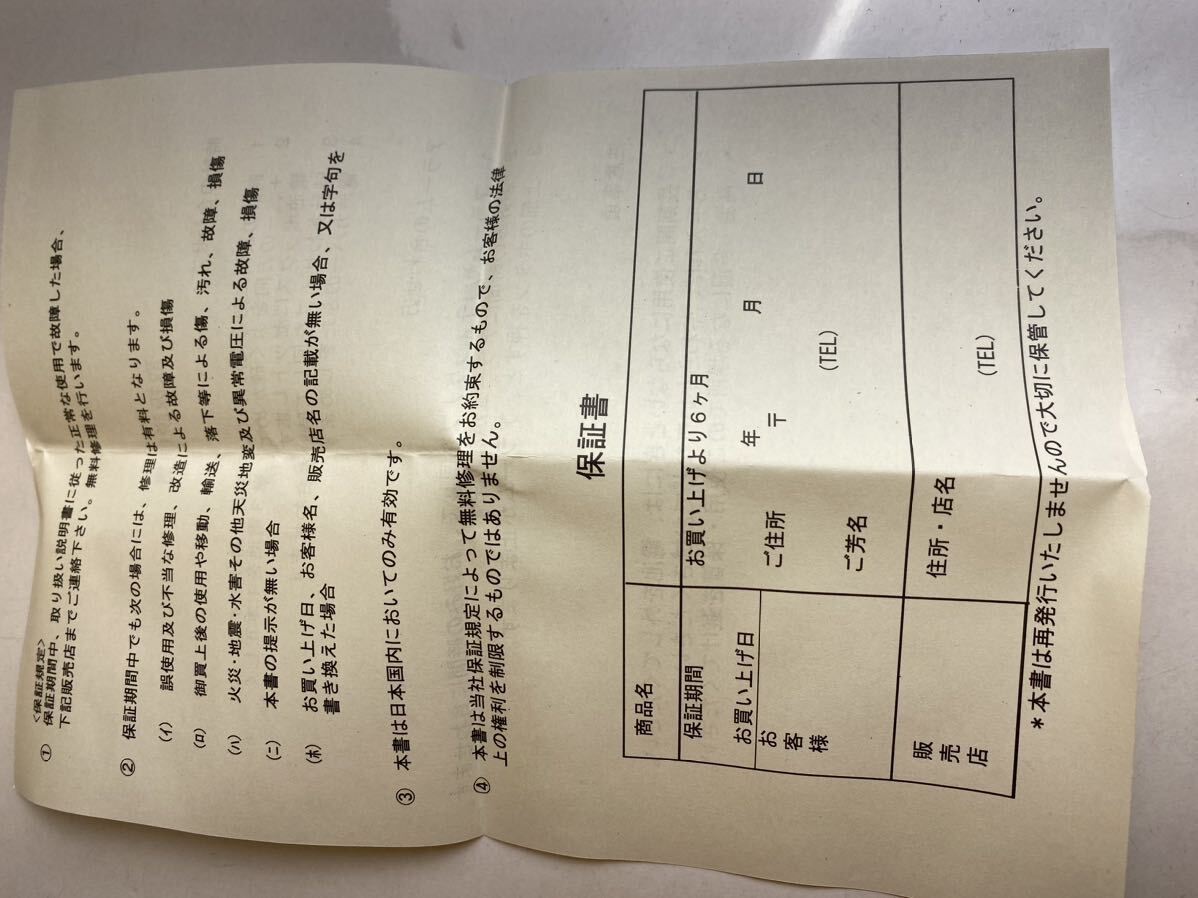 <保証規定>
① 保証期間中、取り扱い説明書に従った正常な使用で故障した場合、
下記販売店までご連絡下さい。無料修理を行います。
② 保証期間中でも次の場合には、修理は有料となります。
(イ) 誤使用及び不当な修理、改造による故障及び損傷
(ロ) 御買上後の使用や移動、輸送、落下等による傷、汚れ、故障、損傷
(ハ) 火災・地震・水害その他天災地変及び異常電圧による故障、損傷
(ニ) 本書の提示が無い場合
(ホ) お買い上げ日、お客様名、販売店名の記載が無い場合、又は字句を
書き換えた場合
③ 本書は日本国内においてのみ有効です。
④ 本書は当社保証規定によって無料修理をお約束するもので、お客様の法律
上の権利を制限するものではありません。
保証書
商品名
保証期間 お買い上げより6ヶ月
お買い上げ日 年 月 日
お客様 ご住所 〒
ご芳名 (TEL)
販売店 住所・店名 (TEL)
*本書は再発行いたしませんので大切に保管してください。